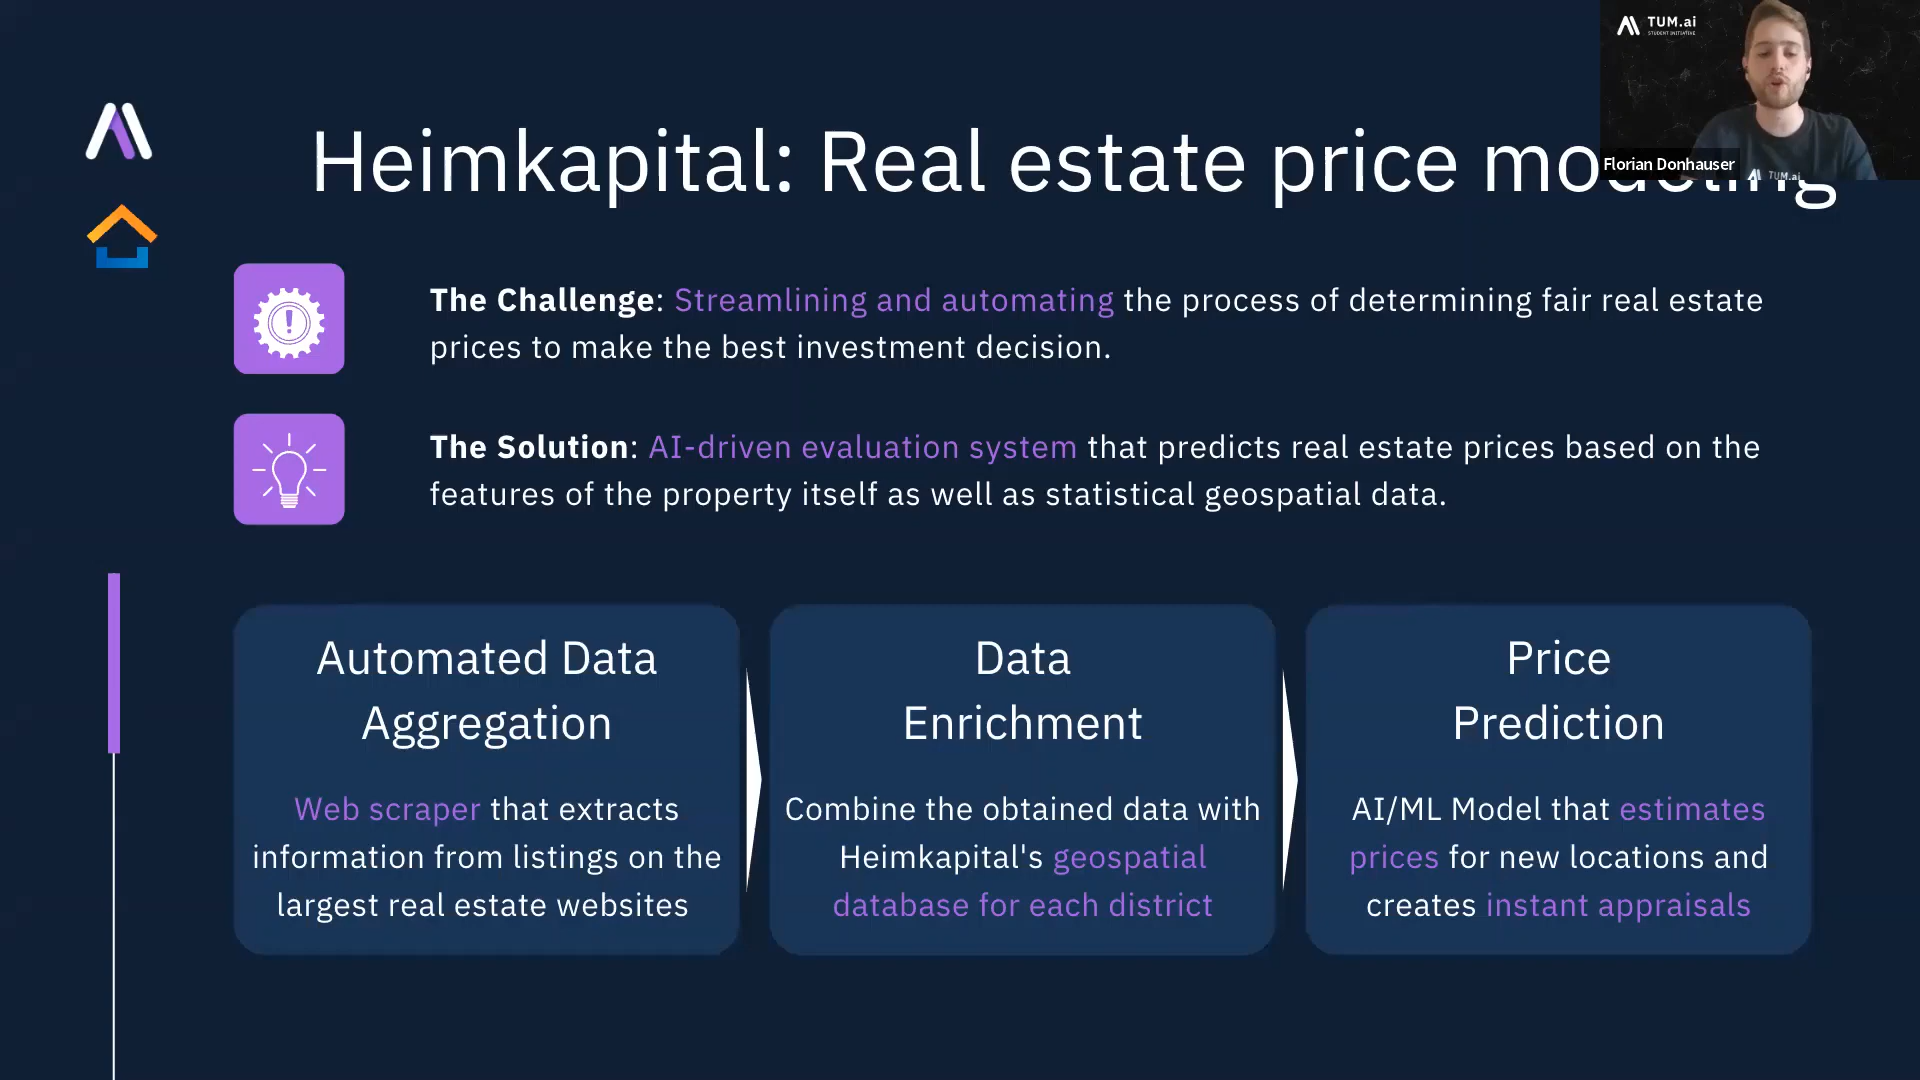 TUM.ai
STUDENT INITIATIVE
Heimkapital: Real estate price modeling
Florian Donhauser
TUM.ai
The Challenge: Streamlining and automating the process of determining fair real estate
prices to make the best investment decision.
The Solution: AI-driven evaluation system that predicts real estate prices based on the
features of the property itself as well as statistical geospatial data.
Automated Data
Aggregation
Web scraper that extracts
information from listings on the
largest real estate websites
Data
Enrichment
Combine the obtained data with
Heimkapital's geospatial
database for each district
Price
Prediction
AI/ML Model that estimates
prices for new locations and
creates instant appraisals